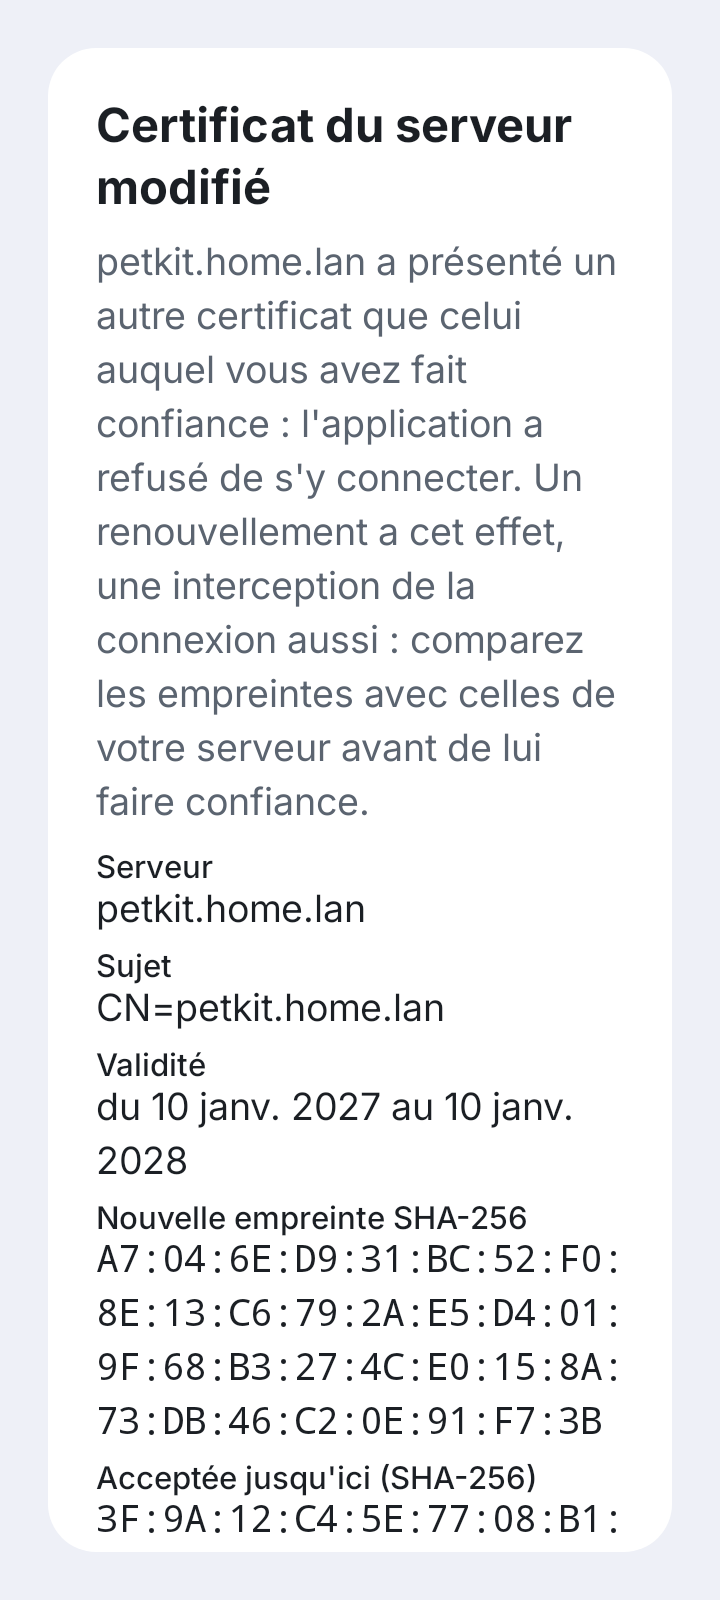 Certificat du serveur
modifié
petkit.home.lan a présenté un
autre certificat que celui
auquel vous avez fait
confiance : l'application a
refusé de s'y connecter. Un
renouvellement a cet effet,
une interception de la
connexion aussi : comparez
les empreintes avec celles de
votre serveur avant de lui
faire confiance.
Serveur
petkit.home.lan
Sujet
CN=petkit.home.lan
Validité
du 10 janv. 2027 au 10 janv.
2028
Nouvelle empreinte SHA-256
A7:04:6E:D9:31:BC:52:F0:
8E:13:C6:79:2A:E5:D4:01:
9F:68:B3:27:4C:E0:15:8A:
73:DB:46:C2:0E:91:F7:3B
Acceptée jusqu'ici (SHA-256)
3F:9A:12:C4:5E:77:08:B1: